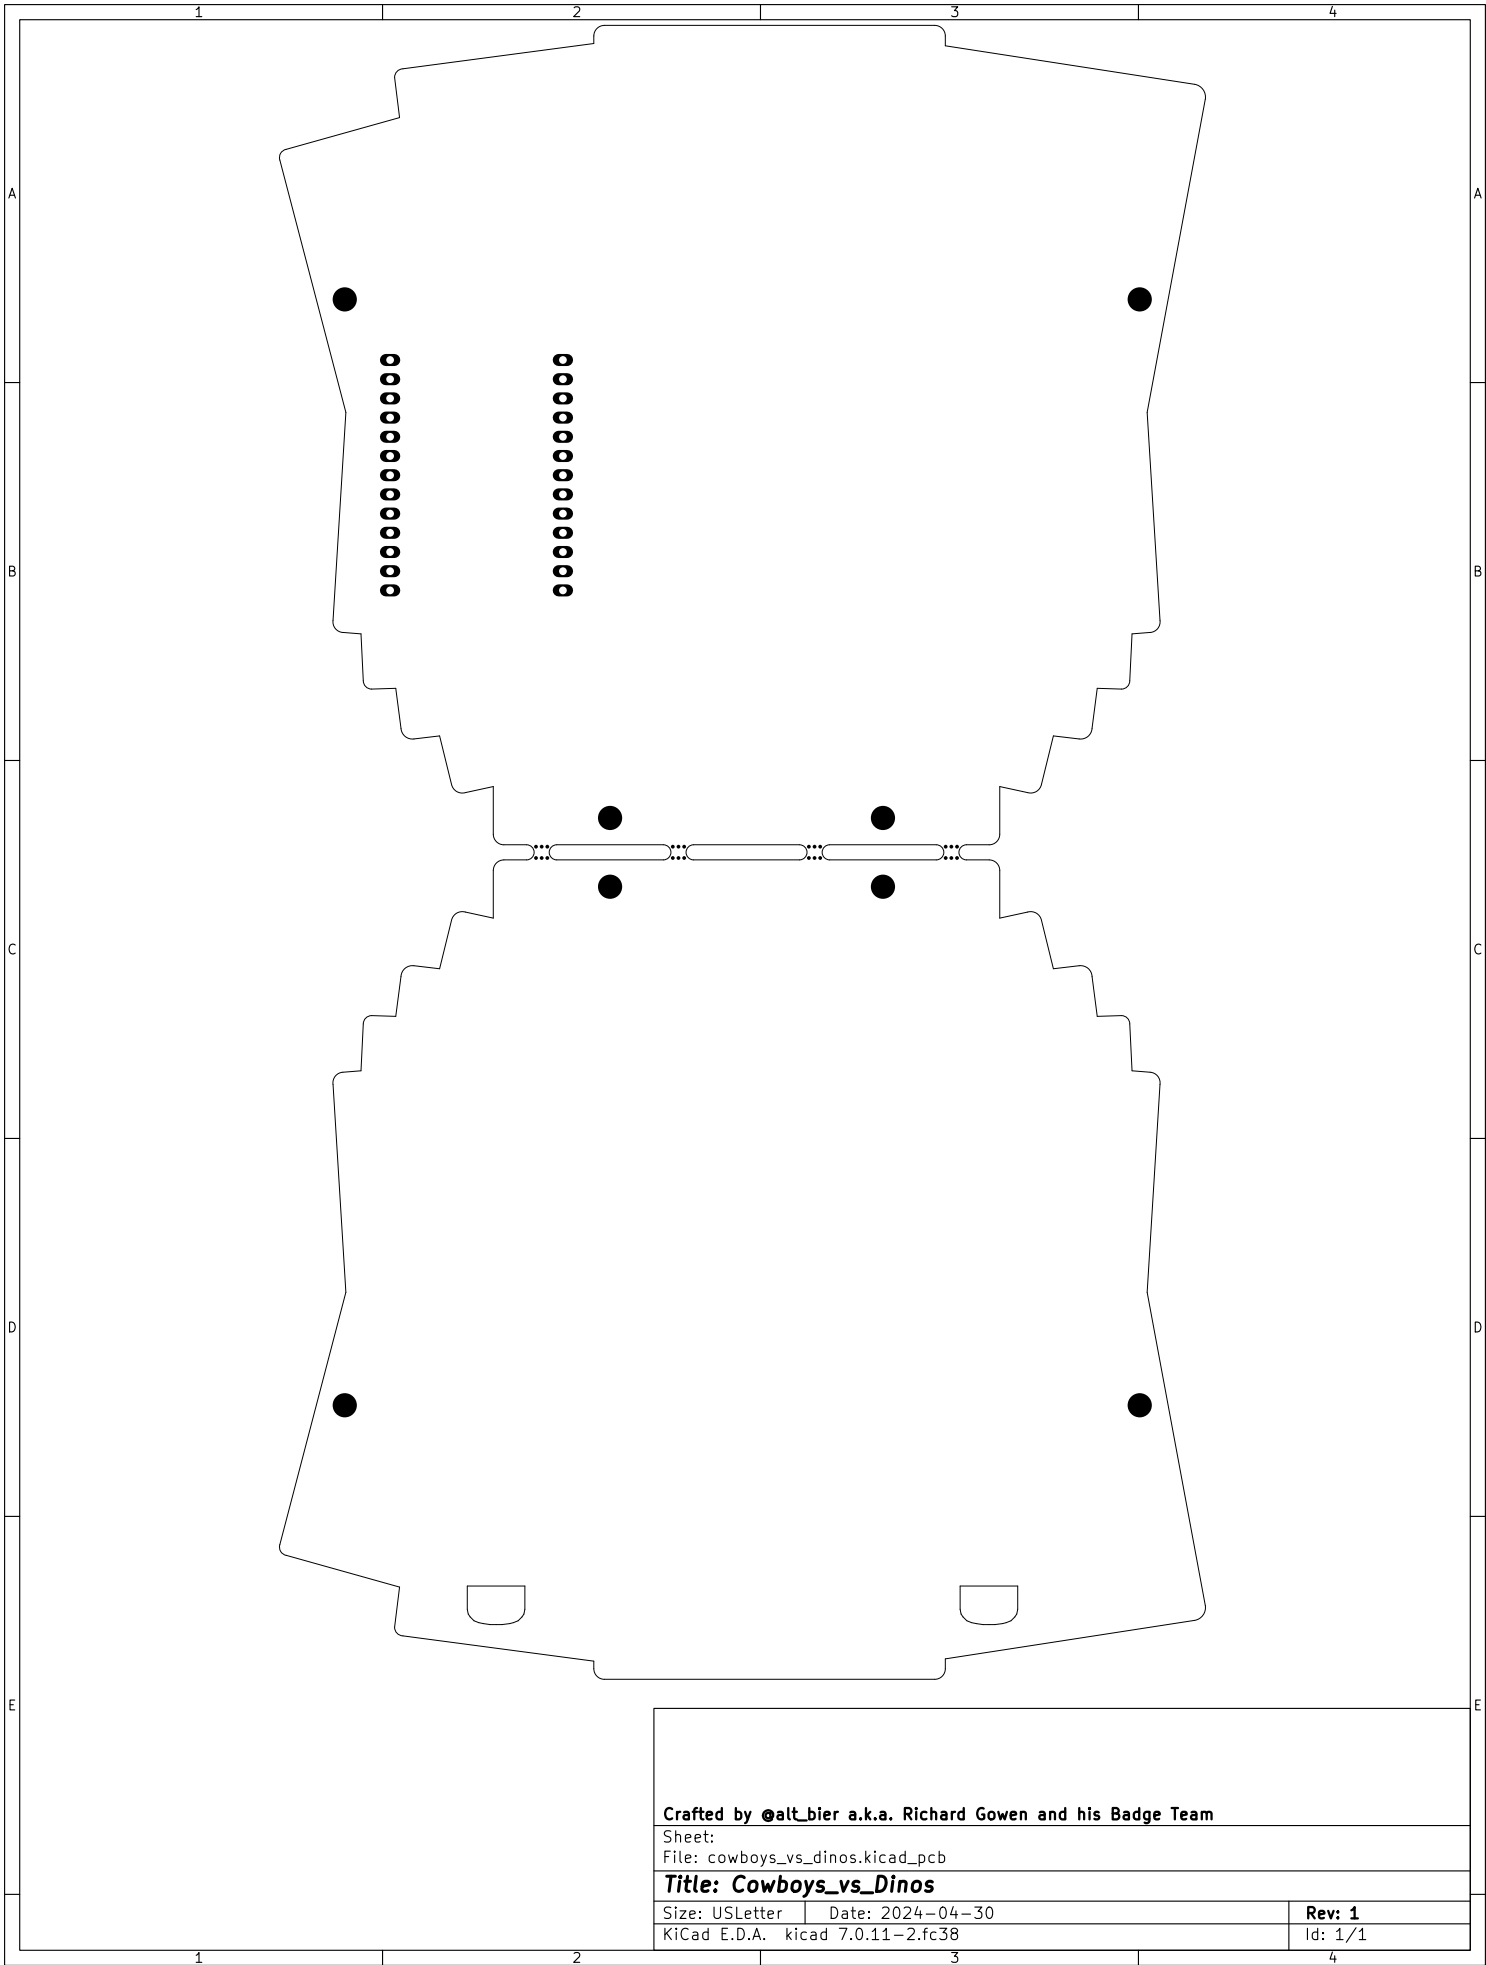 1 2 3 4
A A
B B
C C
D D
E E
Crafted by @alt_bier a.k.a. Richard Gowen and his Badge Team
Sheet:
File: cowboys_vs_dinos.kicad_pcb
Title: Cowboys_vs_Dinos
Size: USLetter Date: 2024-04-30 Rev: 1
KiCad E.D.A. kicad 7.0.11-2.fc38 Id: 1/1
1 2 3 4